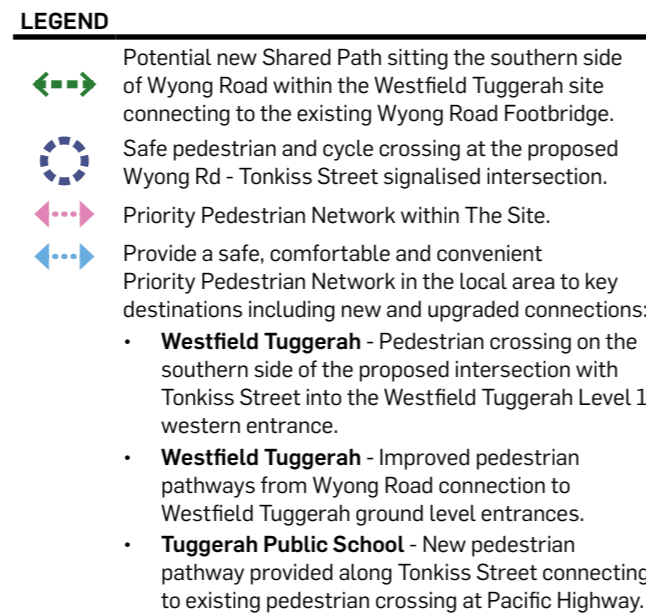 LEGEND
Potential new Shared Path sitting the southern side
of Wyong Road within the Westfield Tuggerah site
connecting to the existing Wyong Road Footbridge.
Safe pedestrian and cycle crossing at the proposed
Wyong Rd - Tonkiss Street signalised intersection.
Priority Pedestrian Network within The Site.
Provide a safe, comfortable and convenient
Priority Pedestrian Network in the local area to key
destinations including new and upgraded connections:
• Westfield Tuggerah - Pedestrian crossing on the
southern side of the proposed intersection with
Tonkiss Street into the Westfield Tuggerah Level 1
western entrance.
• Westfield Tuggerah - Improved pedestrian
pathways from Wyong Road connection to
Westfield Tuggerah ground level entrances.
• Tuggerah Public School - New pedestrian
pathway provided along Tonkiss Street connecting
to existing pedestrian crossing at Pacific Highway.